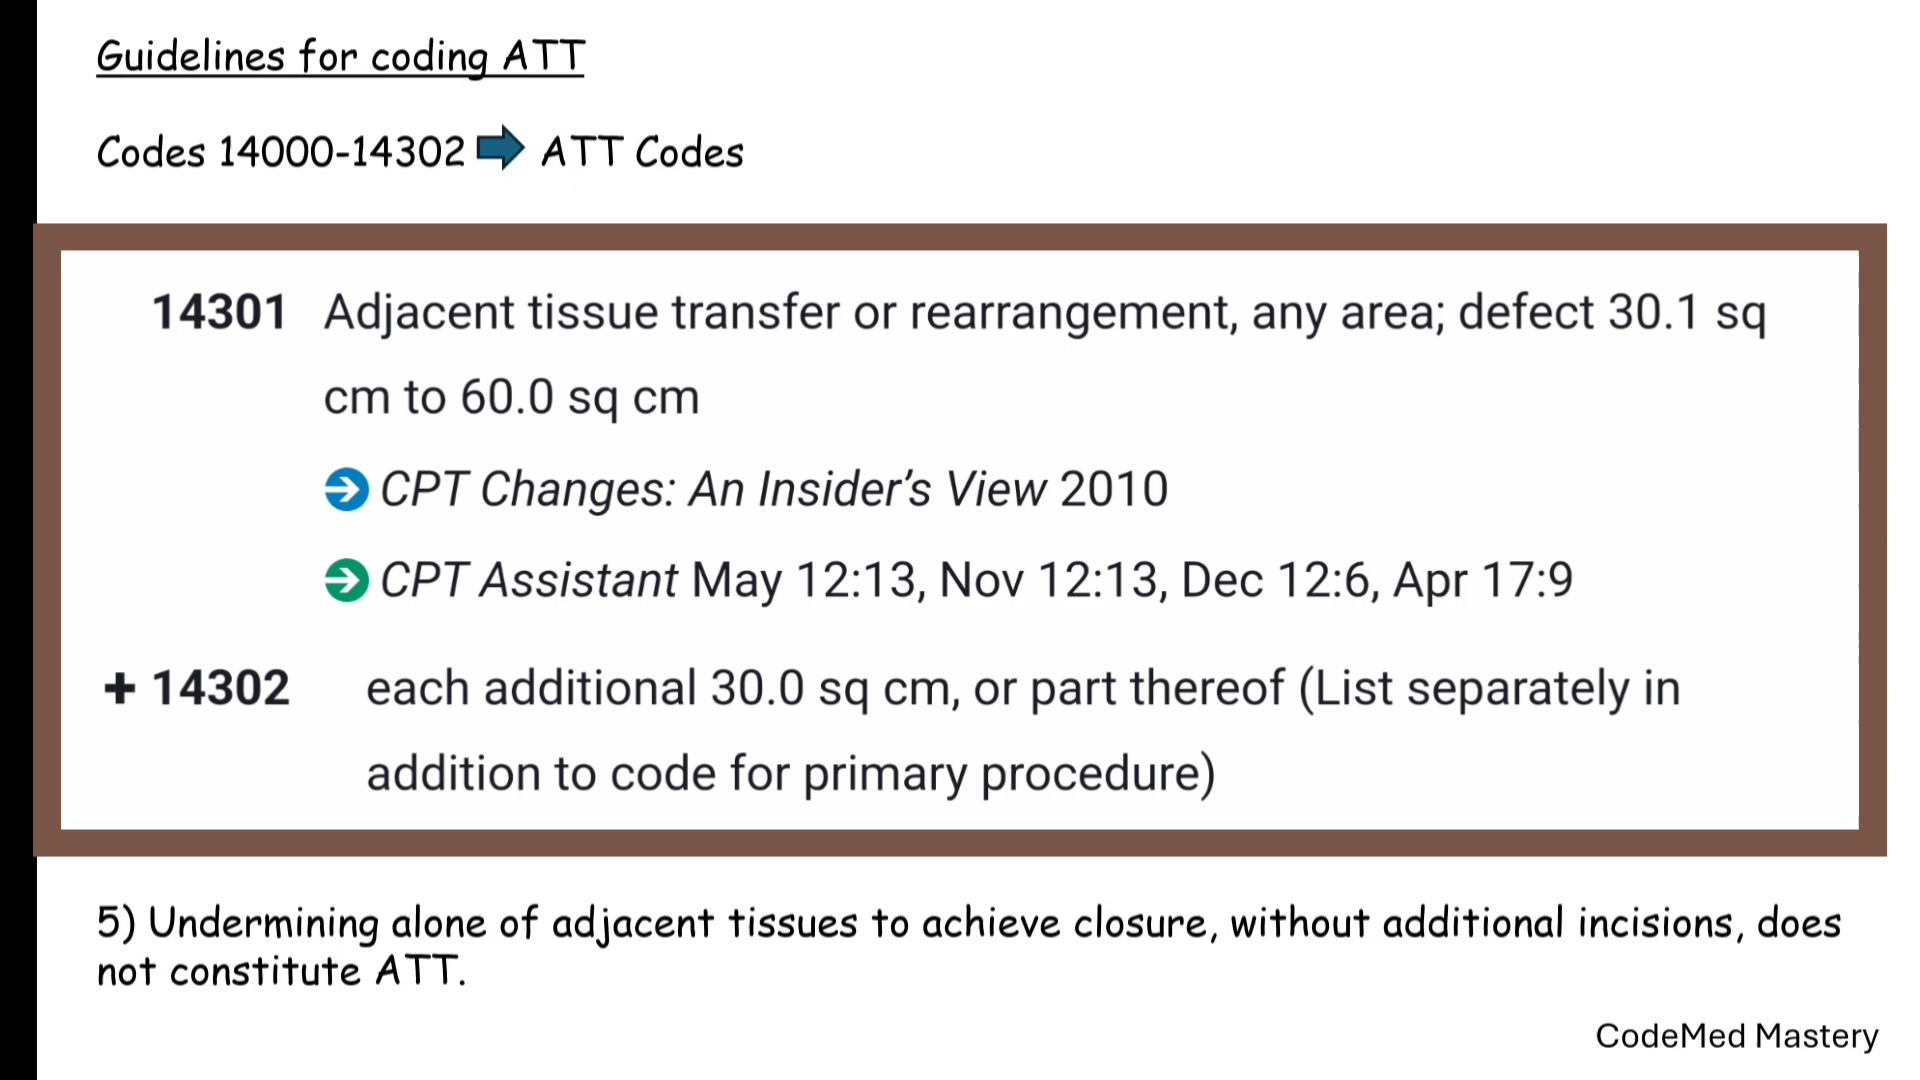 Guidelines for coding ATT
Codes 14000-14302 ATT Codes
14301 Adjacent tissue transfer or rearrangement, any area; defect 30.1 sq
cm to 60.0 sq cm
CPT Changes: An Insider’s View 2010
CPT Assistant May 12:13, Nov 12:13, Dec 12:6, Apr 17:9
+ 14302 each additional 30.0 sq cm, or part thereof (List separately in
addition to code for primary procedure)
5) Undermining alone of adjacent tissues to achieve closure, without additional incisions, does
not constitute ATT.
CodeMed Mastery